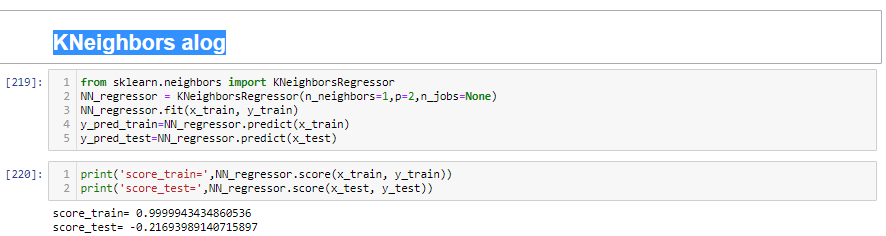 KNeighbors alog
[219]:
1 from sklearn.neighbors import KNeighborsRegressor
2 NN_regressor = KNeighborsRegressor(n_neighbors=1,p=2,n_jobs=None)
3 NN_regressor.fit(x_train, y_train)
4 y_pred_train=NN_regressor.predict(x_train)
5 y_pred_test=NN_regressor.predict(x_test)
[220]:
1 print('score_train=',NN_regressor.score(x_train, y_train))
2 print('score_test=',NN_regressor.score(x_test, y_test))
score_train= 0.9999943434860536
score_test= -0.21693989140715897